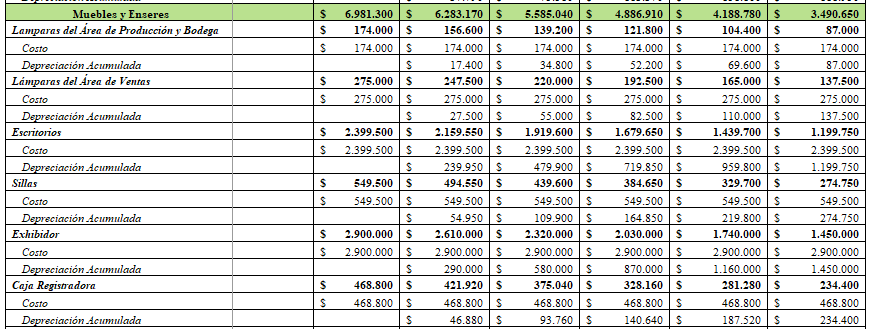 Muebles y Enseres $ 6.981.300 $ 6.283.170 $ 5.585.040 $ 4.886.910 $ 4.188.780 $ 3.490.650
Lamparas del Área de Producción y Bodega $ 174.000 $ 156.600 $ 139.200 $ 121.800 $ 104.400 $ 87.000
Costo $ 174.000 $ 174.000 $ 174.000 $ 174.000 $ 174.000 $ 174.000
Depreciación Acumulada $ 17.400 $ 34.800 $ 52.200 $ 69.600 $ 87.000
Lámparas del Área de Ventas $ 275.000 $ 247.500 $ 220.000 $ 192.500 $ 165.000 $ 137.500
Costo $ 275.000 $ 275.000 $ 275.000 $ 275.000 $ 275.000 $ 275.000
Depreciación Acumulada $ 27.500 $ 55.000 $ 82.500 $ 110.000 $ 137.500
Escritorios $ 2.399.500 $ 2.159.550 $ 1.919.600 $ 1.679.650 $ 1.439.700 $ 1.199.750
Costo $ 2.399.500 $ 2.399.500 $ 2.399.500 $ 2.399.500 $ 2.399.500 $ 2.399.500
Depreciación Acumulada $ 239.950 $ 479.900 $ 719.850 $ 959.800 $ 1.199.750
Sillas $ 549.500 $ 494.550 $ 439.600 $ 384.650 $ 329.700 $ 274.750
Costo $ 549.500 $ 549.500 $ 549.500 $ 549.500 $ 549.500 $ 549.500
Depreciación Acumulada $ 54.950 $ 109.900 $ 164.850 $ 219.800 $ 274.750
Exhibidor $ 2.900.000 $ 2.610.000 $ 2.320.000 $ 2.030.000 $ 1.740.000 $ 1.450.000
Costo $ 2.900.000 $ 2.900.000 $ 2.900.000 $ 2.900.000 $ 2.900.000 $ 2.900.000
Depreciación Acumulada $ 290.000 $ 580.000 $ 870.000 $ 1.160.000 $ 1.450.000
Caja Registradora $ 468.800 $ 421.920 $ 375.040 $ 328.160 $ 281.280 $ 234.400
Costo $ 468.800 $ 468.800 $ 468.800 $ 468.800 $ 468.800 $ 468.800
Depreciación Acumulada $ 46.880 $ 93.760 $ 140.640 $ 187.520 $ 234.400